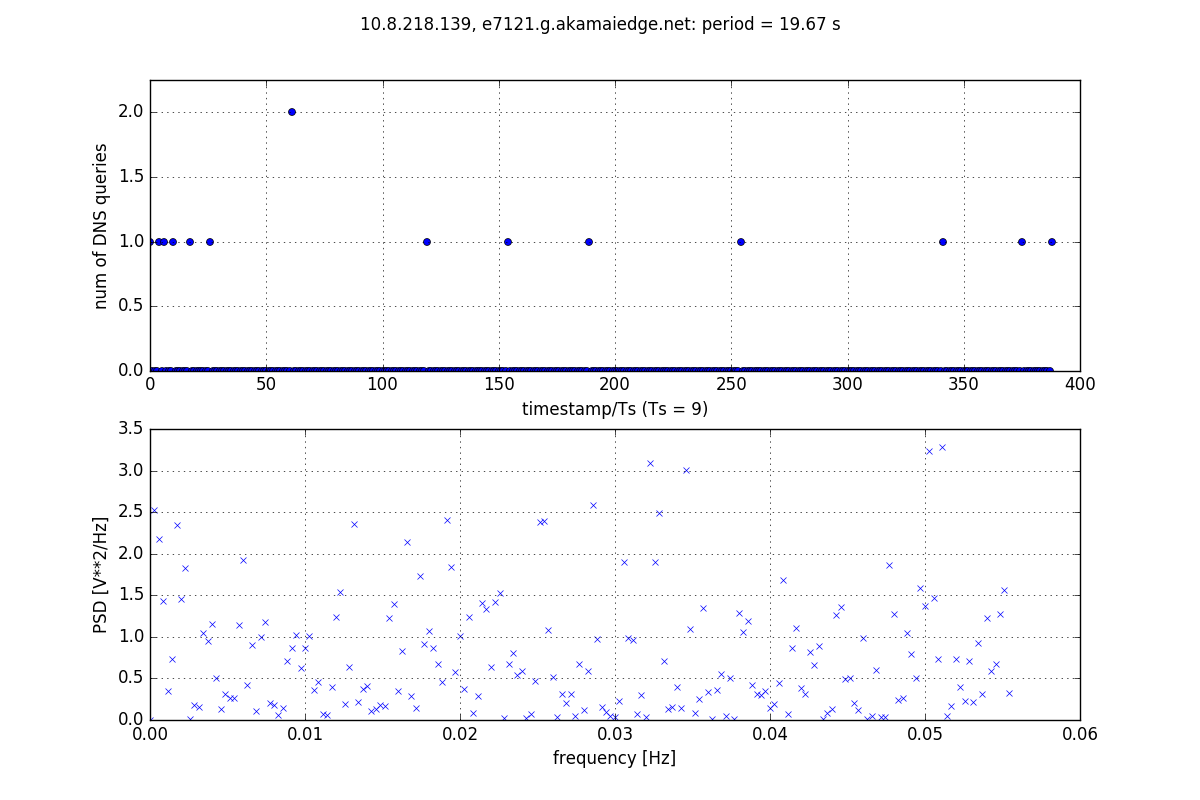 10.8.218.139, e7121.g.akamaiedge.net: period = 19.67 s
2.0
1.5
1.0
0.5
0.0
num of DNS queries
0 50 100 150 200 250 300 350 400
timestamp/Ts (Ts = 9)
3.5
3.0
2.5
2.0
1.5
1.0
0.5
0.0
PSD [V**2/Hz]
0.00 0.01 0.02 0.03 0.04 0.05 0.06
frequency [Hz]